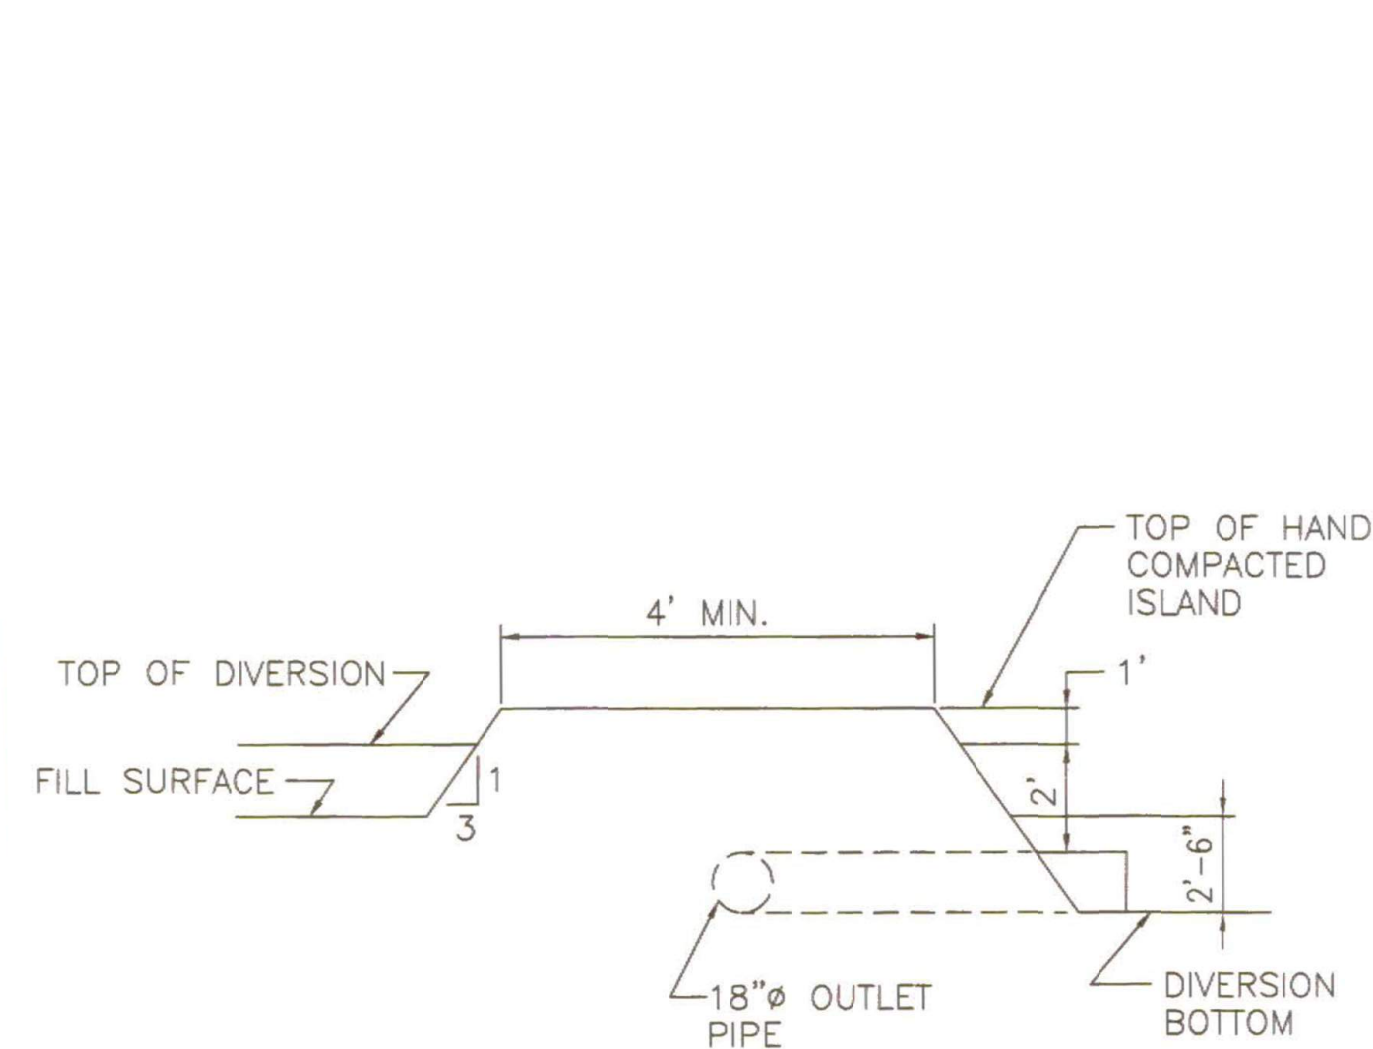 TOP OF HAND
COMPACTED
ISLAND
4' MIN.
TOP OF DIVERSION
1'
FILL SURFACE
1
3
2'
2'-6"
18"ø OUTLET
PIPE
DIVERSION
BOTTOM